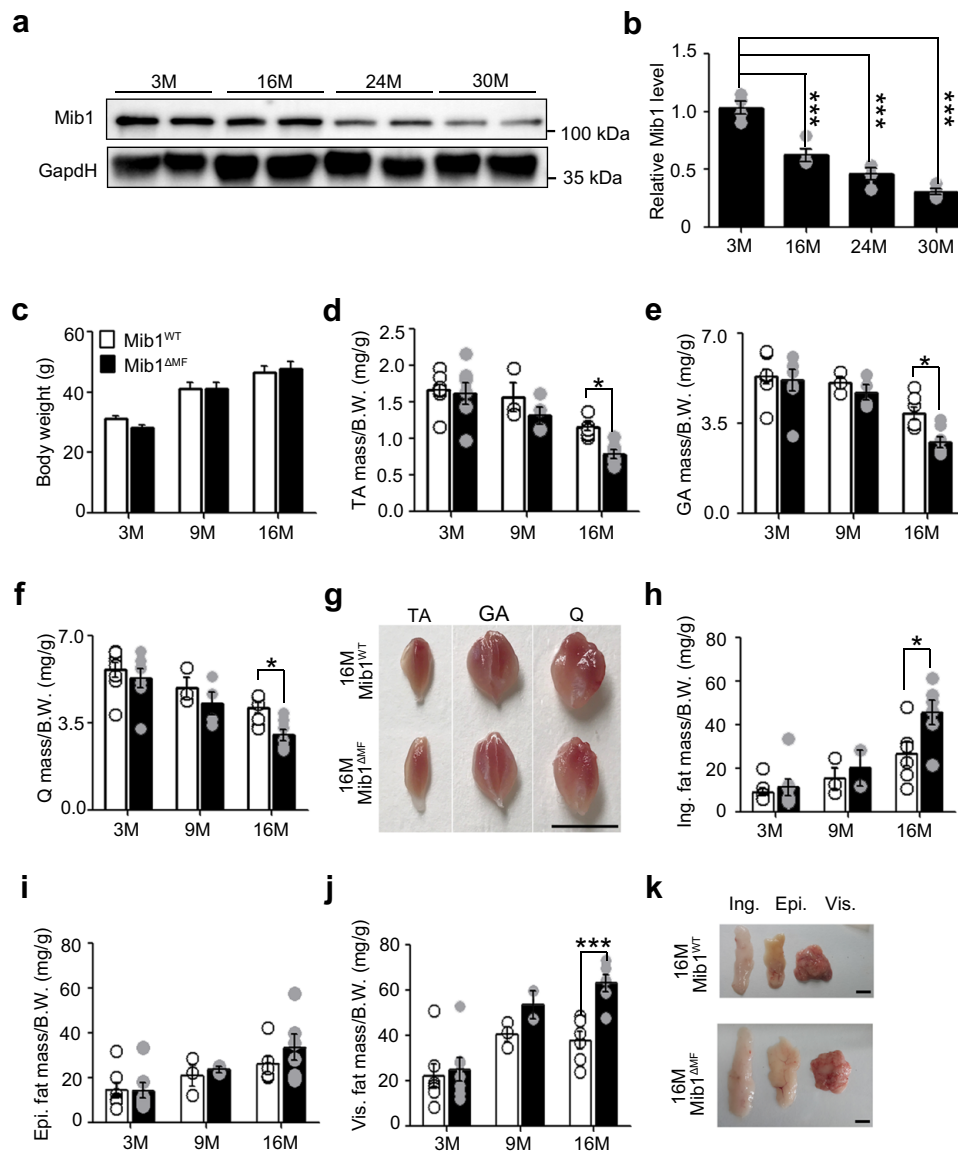 a
3M 16M 24M 30M
Mib1
100 kDa
GapdH
35 kDa
b
Relative Mib1 level
1.5
1.0
0.5
0
***
***
***
3M 16M 24M 30M
c
Body weight (g)
60
40
20
0
Mib1WT
Mib1ΔMF
3M 9M 16M
d
TA mass/B.W. (mg/g)
2.5
2.0
1.5
1.0
0.5
0.0
*
3M 9M 16M
e
GA mass/B.W. (mg/g)
7.0
3.5
0.0
*
3M 9M 16M
f
Q mass/B.W. (mg/g)
7.0
3.5
0.0
*
3M 9M 16M
g
TA GA Q
16M
Mib1WT
16M
Mib1ΔMF
h
Ing. fat mass/B.W. (mg/g)
80
60
40
20
0
*
3M 9M 16M
i
Epi. fat mass/B.W. (mg/g)
80
60
40
20
0
3M 9M 16M
j
Vis. fat mass/B.W. (mg/g)
80
60
40
20
0
***
3M 9M 16M
k
Ing. Epi. Vis.
16M
Mib1WT
16M
Mib1ΔMF